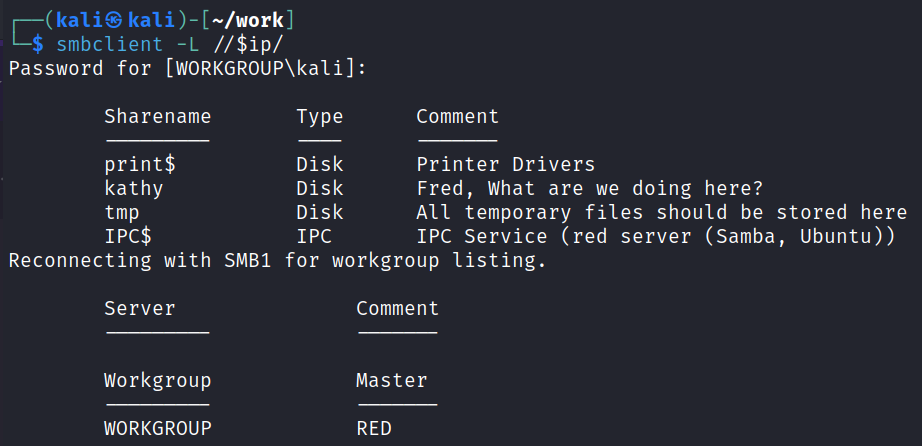 ┌──(kali㉿kali)-[~/work]
└─$ smbclient -L //$ip/
Password for [WORKGROUP\kali]:
Sharename Type Comment
--------- ---- -------
print$ Disk Printer Drivers
kathy Disk Fred, What are we doing here?
tmp Disk All temporary files should be stored here
IPC$ IPC IPC Service (red server (Samba, Ubuntu))
Reconnecting with SMB1 for workgroup listing.
Server Comment
--------- -------
Workgroup Master
--------- -------
WORKGROUP RED